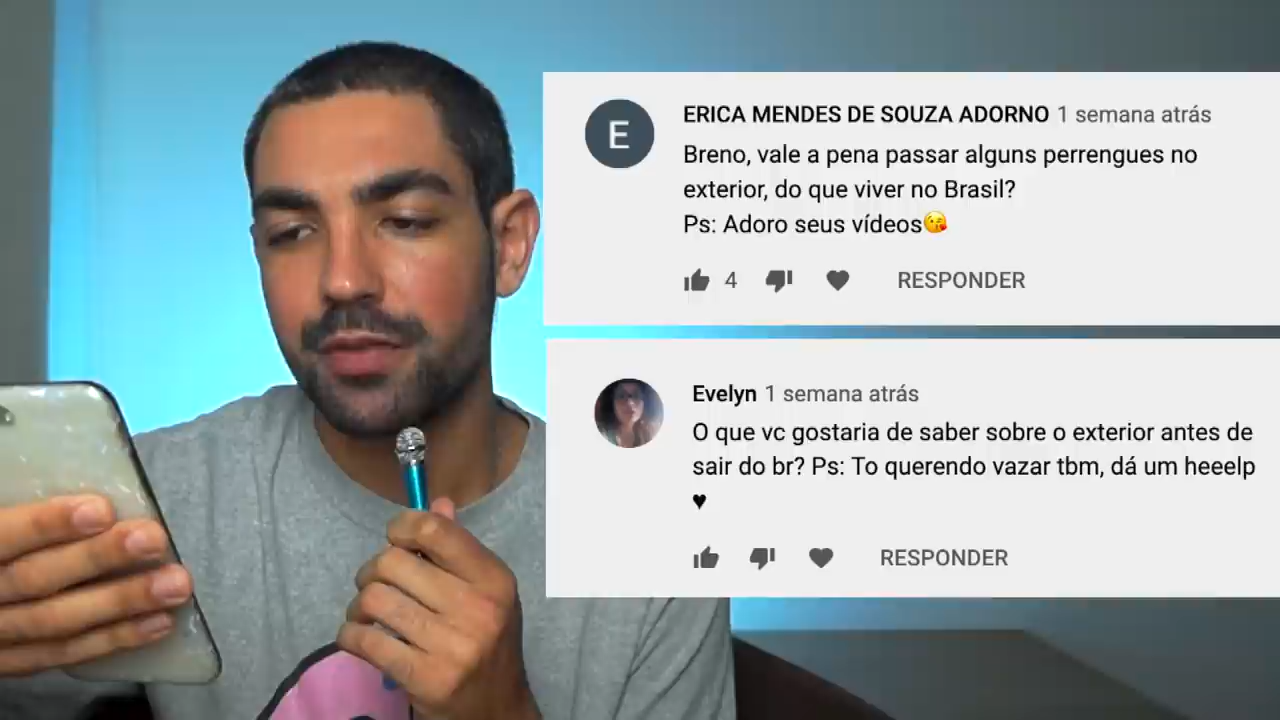 E
ERICA MENDES DE SOUZA ADORNO 1 semana atrás
Breno, vale a pena passar alguns perrengues no
exterior, do que viver no Brasil?
Ps: Adoro seus vídeos😘
4 RESPONDER
Evelyn 1 semana atrás
O que vc gostaria de saber sobre o exterior antes de
sair do br? Ps: To querendo vazar tbm, dá um heeelp
♥
RESPONDER